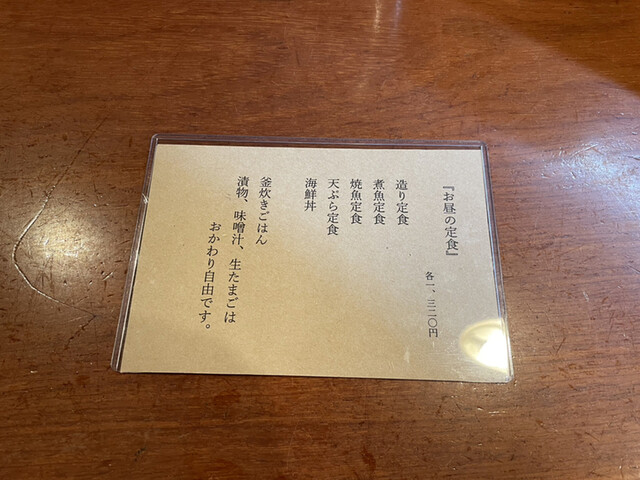 『お昼の定食』
各一、三二〇円
造り定食
煮魚定食
焼魚定食
天ぷら定食
海鮮丼
釜炊きごはん
漬物、味噌汁、生たまごは
おかわり自由です。